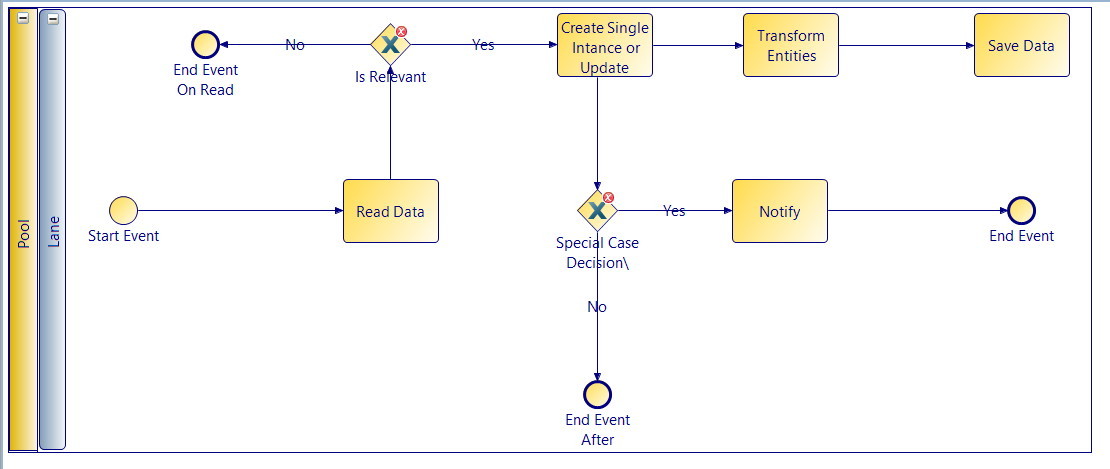 Pool
Lane
No
Yes
Is Relevant
End Event
On Read
Create Single
Intance or
Update
Transform
Entities
Save Data
Start Event
Read Data
Yes
Special Case
Decision\
Notify
End Event
No
End Event
After